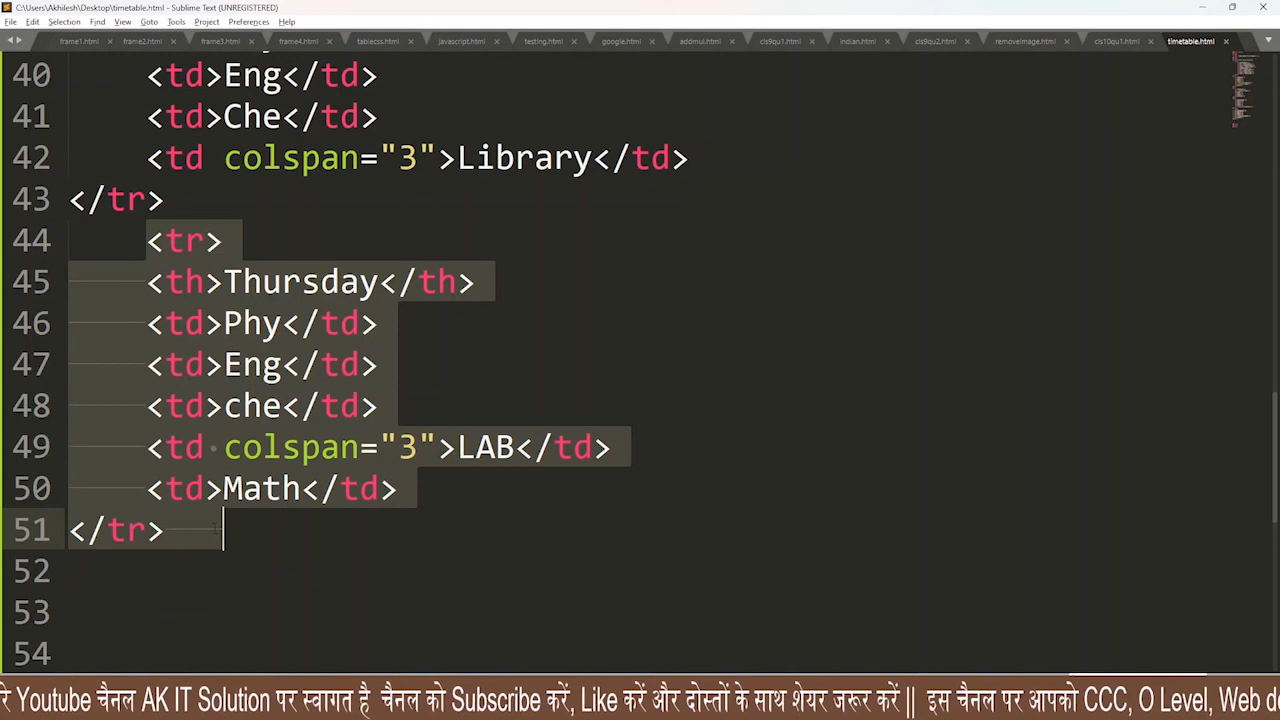 C:\Users\Akhilesh\Desktop\timetable.html - Sublime Text (UNREGISTERED)
File Edit Selection Find View Goto Tools Project Preferences Help
frame1.html frame2.html frame3.html frame4.html tablecss.html javascript.html testing.html google.html addmul.html cls9qu1.html indian.html cls9qu2.html removeimage.html cls10qu1.html timetable.html
40 <td>Eng</td>
41 <td>Che</td>
42 <td colspan="3">Library</td>
43 </tr>
44 <tr>
45 <th>Thursday</th>
46 <td>Phy</td>
47 <td>Eng</td>
48 <td>che</td>
49 <td colspan="3">LAB</td>
50 <td>Math</td>
51 </tr>
52
53
54
रे Youtube चैनल AK IT Solution पर स्वागत है चैनल को Subscribe करें, Like करें और दोस्तों के साथ शेयर जरूर करें || इस चैनल पर आपको CCC, O Level, Web